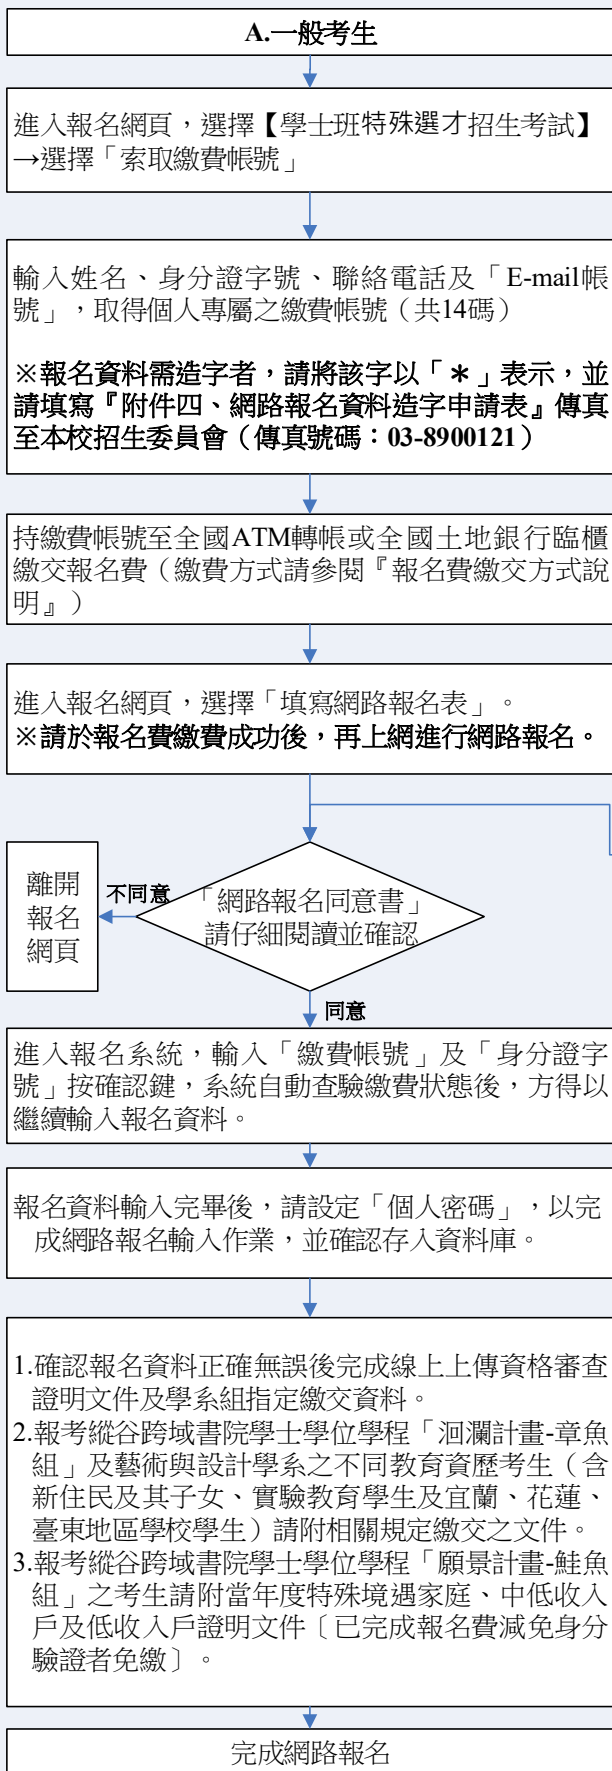 A.一般考生
進入報名網頁，選擇【學士班特殊選才招生考試】
→選擇「索取繳費帳號」
輸入姓名、身分證字號、聯絡電話及「E-mail帳
號」，取得個人專屬之繳費帳號（共14碼）
※報名資料需造字者，請將該字以「＊」表示，並
請填寫『附件四、網路報名資料造字申請表』傳真
至本校招生委員會（傳真號碼：03-8900121）
持繳費帳號至全國ATM轉帳或全國土地銀行臨櫃
繳交報名費（繳費方式請參閱『報名費繳交方式說
明』）
進入報名網頁，選擇「填寫網路報名表」。
※請於報名費繳費成功後，再上網進行網路報名。
離開
報名
網頁
不同意
「網路報名同意書」
請仔細閱讀並確認
同意
進入報名系統，輸入「繳費帳號」及「身分證字
號」按確認鍵，系統自動查驗繳費狀態後，方得以
繼續輸入報名資料。
報名資料輸入完畢後，請設定「個人密碼」，以完
成網路報名輸入作業，並確認存入資料庫。
1.確認報名資料正確無誤後完成線上上傳資格審查
證明文件及學系組指定繳交資料。
2.報考縱谷跨域書院學士學位學程「洄瀾計畫-章魚
組」及藝術與設計學系之不同教育資歷考生（含
新住民及其子女、實驗教育學生及宜蘭、花蓮、
臺東地區學校學生）請附相關規定繳交之文件。
3.報考縱谷跨域書院學士學位學程「願景計畫-鮭魚
組」之考生請附當年度特殊境遇家庭、中低收入
戶及低收入戶證明文件〔已完成報名費減免身分
驗證者免繳〕。
完成網路報名